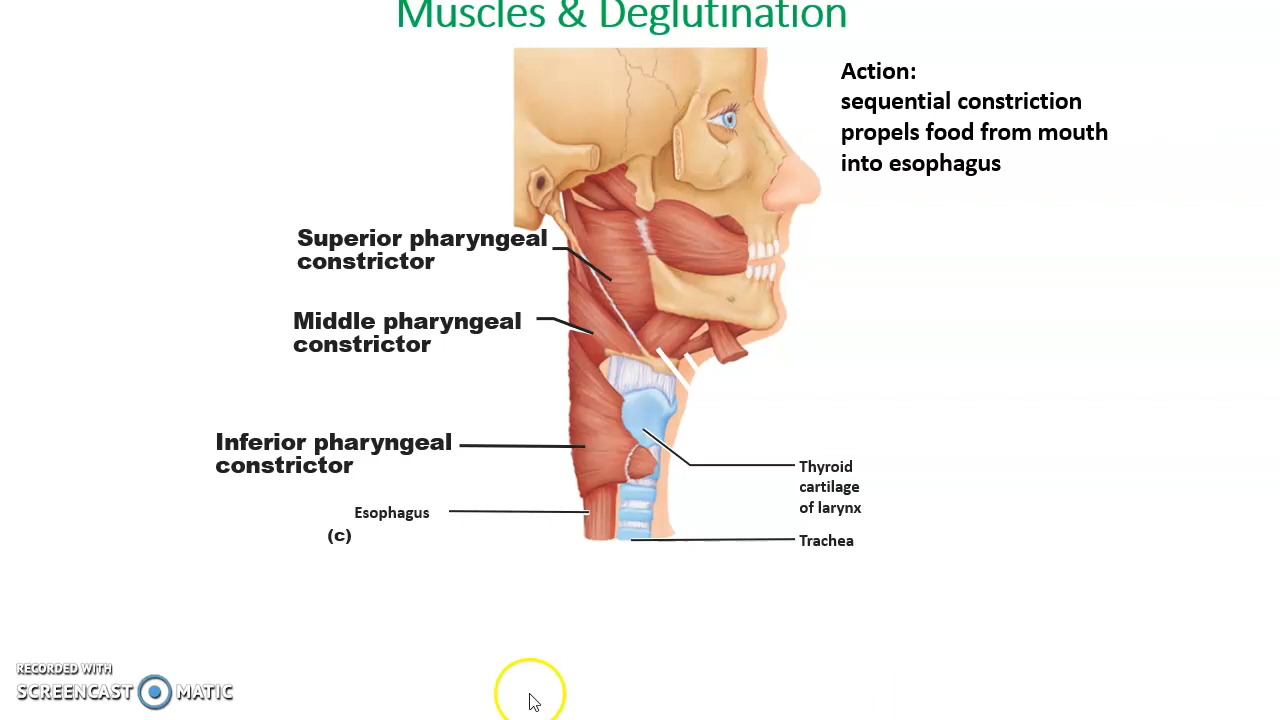 Muscles & Deglutination
Action:
sequential constriction
propels food from mouth
into esophagus
Superior pharyngeal
constrictor
Middle pharyngeal
constrictor
Inferior pharyngeal
constrictor
Esophagus
(c)
Thyroid
cartilage
of larynx
Trachea
RECORDED WITH
SCREENCAST MATIC